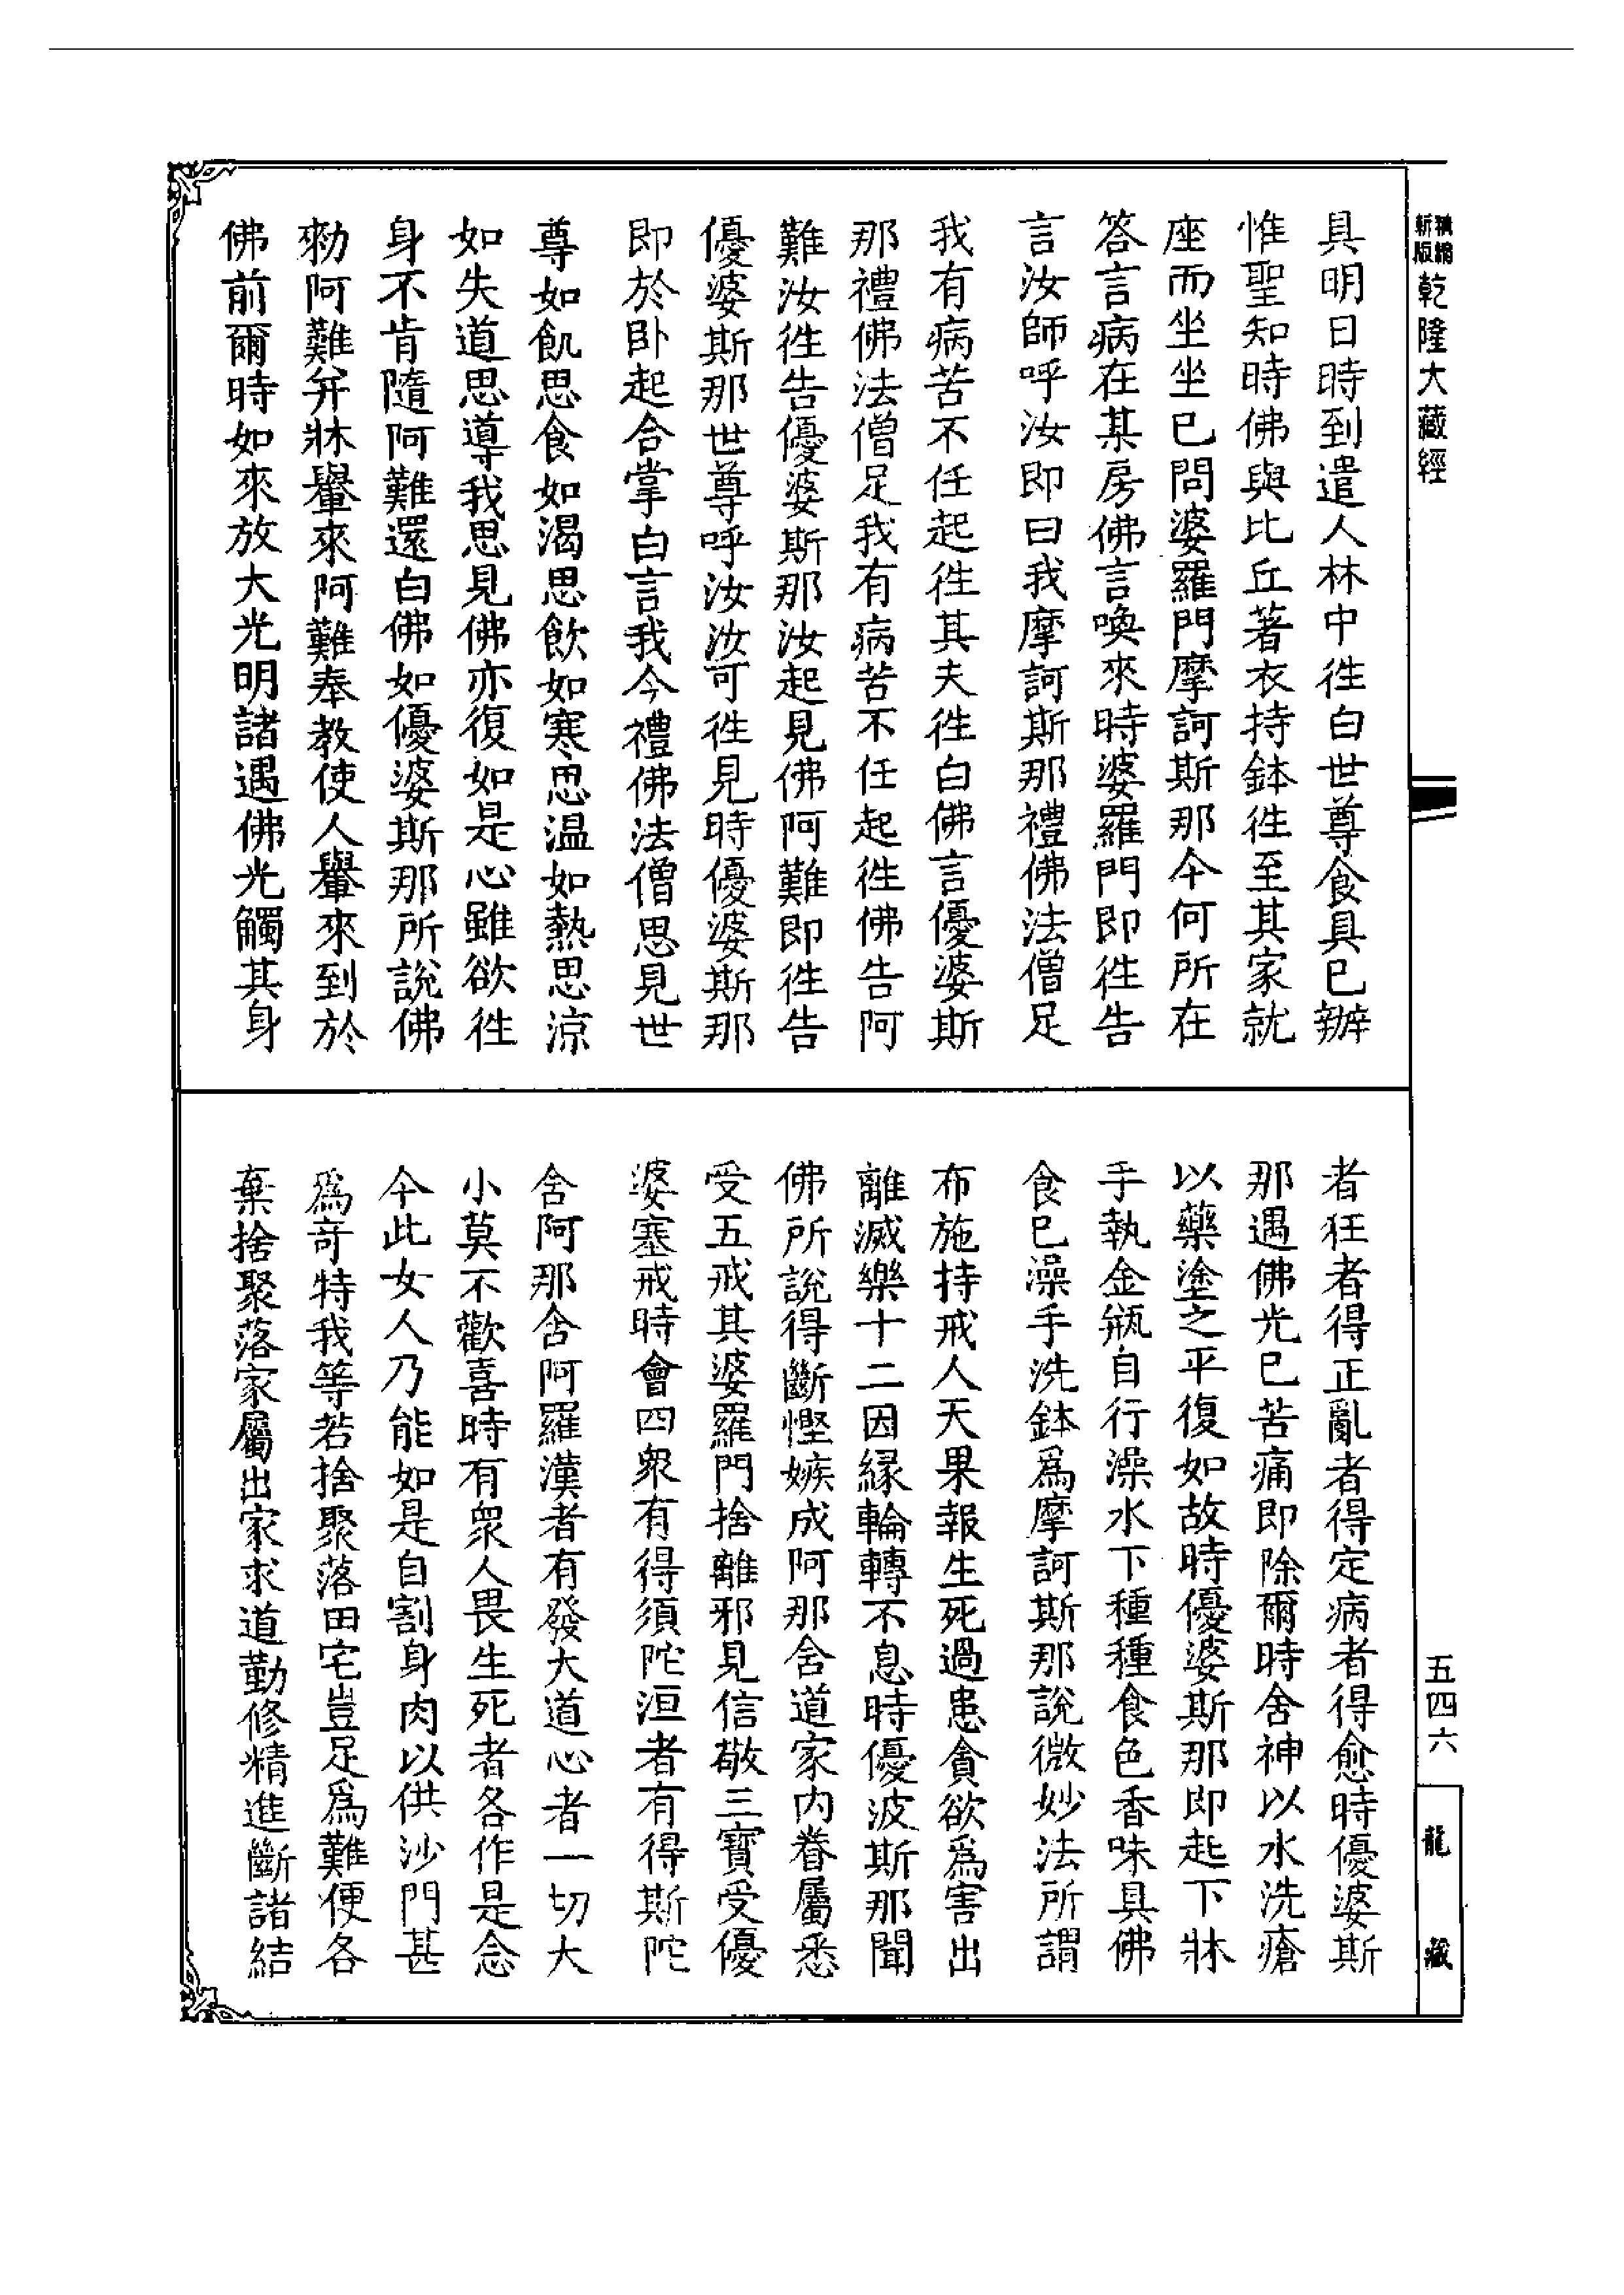 新版 精編
乾隆大藏經
具明日時到遣人林中徃白世尊食具已辦
惟聖知時佛與比丘著衣持鉢徃至其家就
座而坐坐已問婆羅門摩訶斯那今何所在
答言病在某房佛言喚來時婆羅門即徃告
言汝師呼汝即曰我摩訶斯那禮佛法僧足
我有病苦不任起徃其夫徃白佛言優婆斯
那禮佛法僧足我有病苦不任起徃佛告阿
難汝徃告優婆斯那汝起見佛阿難即徃告
優婆斯那世尊呼汝汝可徃見時優婆斯那
即於卧起合掌白言我今禮佛法僧思見世
尊如飢思食如渴思飲如寒思温如熱思涼
如失道思導我思見佛亦復如是心雖欲徃
身不肯隨阿難還白佛如優婆斯那所說佛
勑阿難并牀轝來阿難奉教使人轝來到於
佛前爾時如來放大光明諸遇佛光觸其身
者狂者得正亂者得定病者得愈時優婆斯
那遇佛光已苦痛即除爾時舍神以水洗瘡
以藥塗之平復如故時優婆斯那即起下牀
手執金瓶自行澡水下種種食色香味具佛
食已澡手洗鉢爲摩訶斯那說微妙法所謂
布施持戒人天果報生死過患貪欲爲害出
離滅樂十二因縁輪轉不息時優波斯那聞
佛所說得斷慳嫉成阿那舍道家内眷屬悉
受五戒其婆羅門捨離邪見信敬三寶受優
婆塞戒時會四衆有得須陀洹者有得斯陀
舍阿那舍阿羅漢者有發大道心者一切大
小莫不歡喜時有衆人畏生死者各作是念
今此女人乃能如是自割身肉以供沙門甚
爲奇特我等若捨聚落田宅豈足爲難便各
棄捨聚落家屬出家求道勤修精進斷諸結
五四六
龍藏